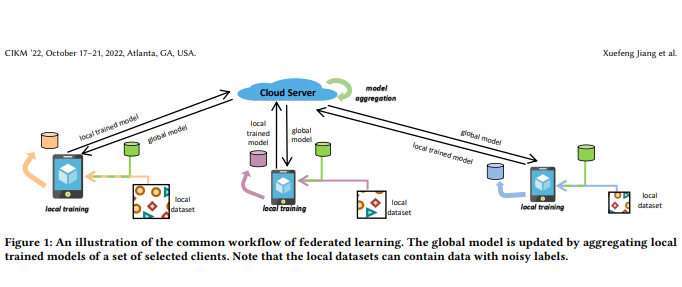 CIKM '22, October 17–21, 2022, Atlanta, GA, USA.
Xuefeng Jiang et al.
Cloud Server
model
aggregation
local trained model
global model
local
trained
model
global
model
global model
local trained model
local training
local
dataset
local training
local
dataset
local training
local
dataset
Figure 1: An illustration of the common workflow of federated learning. The global model is updated by aggregating local
trained models of a set of selected clients. Note that the local datasets can contain data with noisy labels.